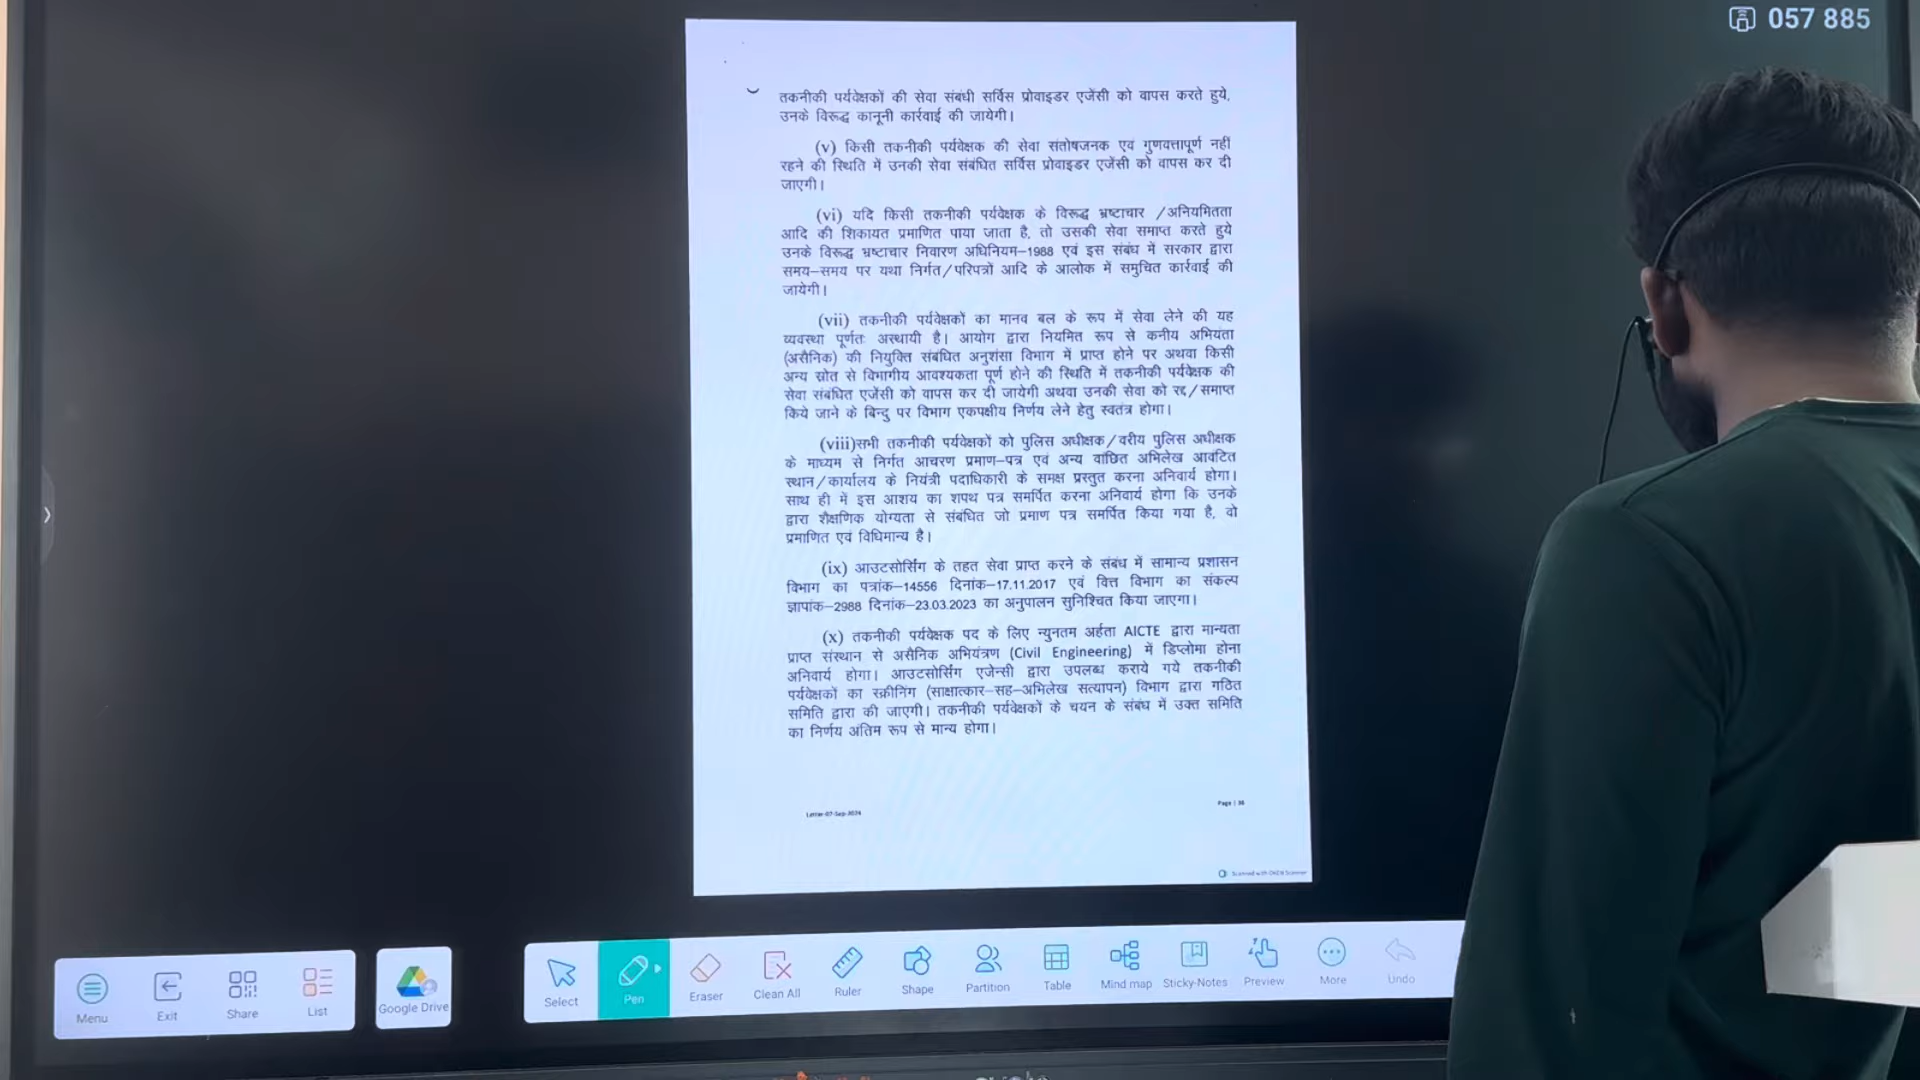 057 885
तकनीकी पर्यवेक्षकों की सेवा संबंधी सर्विस प्रोवाइडर एजेंसी को वापस करते हुये,
उनके विरूद्ध कानूनी कार्रवाई की जायेगी।
(v) किसी तकनीकी पर्यवेक्षक की सेवा संतोषजनक एवं गुणवत्तापूर्ण नहीं
रहने की स्थिति में उनकी सेवा संबंधित सर्विस प्रोवाइडर एजेंसी को वापस कर दी
जाएगी।
(vi) यदि किसी तकनीकी पर्यवेक्षक के विरूद्ध भ्रष्टाचार /अनियमितता
आदि की शिकायत प्रमाणित पाया जाता है, तो उसकी सेवा समाप्त करते हुये
उनके विरूद्ध भ्रष्टाचार निवारण अधिनियम–1988 एवं इस संबंध में सरकार द्वारा
समय–समय पर यथा निर्गत/परिपत्रों आदि के आलोक में समुचित कार्रवाई की
जायेगी।
(vii) तकनीकी पर्यवेक्षकों का मानव बल के रूप में सेवा लेने की यह
व्यवस्था पूर्णतः अस्थायी है। आयोग द्वारा नियमित रूप से कनीय अभियंता
(असैनिक) की नियुक्ति संबंधित अनुशंसा विभाग में प्राप्त होने पर अथवा किसी
अन्य स्रोत से विभागीय आवश्यकता पूर्ण होने की स्थिति में तकनीकी पर्यवेक्षक की
सेवा संबंधित एजेंसी को वापस कर दी जायेगी अथवा उनकी सेवा को रद्द/समाप्त
किये जाने के बिन्दु पर विभाग एकपक्षीय निर्णय लेने हेतु स्वतंत्र होगा।
(viii)सभी तकनीकी पर्यवेक्षकों को पुलिस अधीक्षक/वरीय पुलिस अधीक्षक
के माध्यम से निर्गत आचरण प्रमाण–पत्र एवं अन्य वांछित अभिलेख आवंटित
स्थान/कार्यालय के नियंत्री पदाधिकारी के समक्ष प्रस्तुत करना अनिवार्य होगा।
साथ ही में इस आशय का शपथ पत्र समर्पित करना अनिवार्य होगा कि उनके
द्वारा शैक्षणिक योग्यता से संबंधित जो प्रमाण पत्र समर्पित किया गया है, वो
प्रमाणित एवं विधिमान्य है।
(ix) आउटसोर्सिंग के तहत सेवा प्राप्त करने के संबंध में सामान्य प्रशासन
विभाग का पत्रांक–14556 दिनांक–17.11.2017 एवं वित्त विभाग का संकल्प
ज्ञापांक–2988 दिनांक–23.03.2023 का अनुपालन सुनिश्चित किया जाएगा।
(x) तकनीकी पर्यवेक्षक पद के लिए न्युनतम अर्हता AICTE द्वारा मान्यता
प्राप्त संस्थान से असैनिक अभियंत्रण (Civil Engineering) में डिप्लोमा होना
अनिवार्य होगा। आउटसोर्सिंग एजेन्सी द्वारा उपलब्ध कराये गये तकनीकी
पर्यवेक्षकों का स्क्रीनिंग (साक्षात्कार–सह–अभिलेख सत्यापन) विभाग द्वारा गठित
समिति द्वारा की जाएगी। तकनीकी पर्यवेक्षकों के चयन के संबंध में उक्त समिति
का निर्णय अंतिम रूप से मान्य होगा।
Letter-07-Sep-2024
Page | 36
Scanned with OKEN Scanner
Menu Exit Share List Google Drive Select Pen Eraser Clean All Ruler Shape Partition Table Mind map Sticky-Notes Preview More Undo